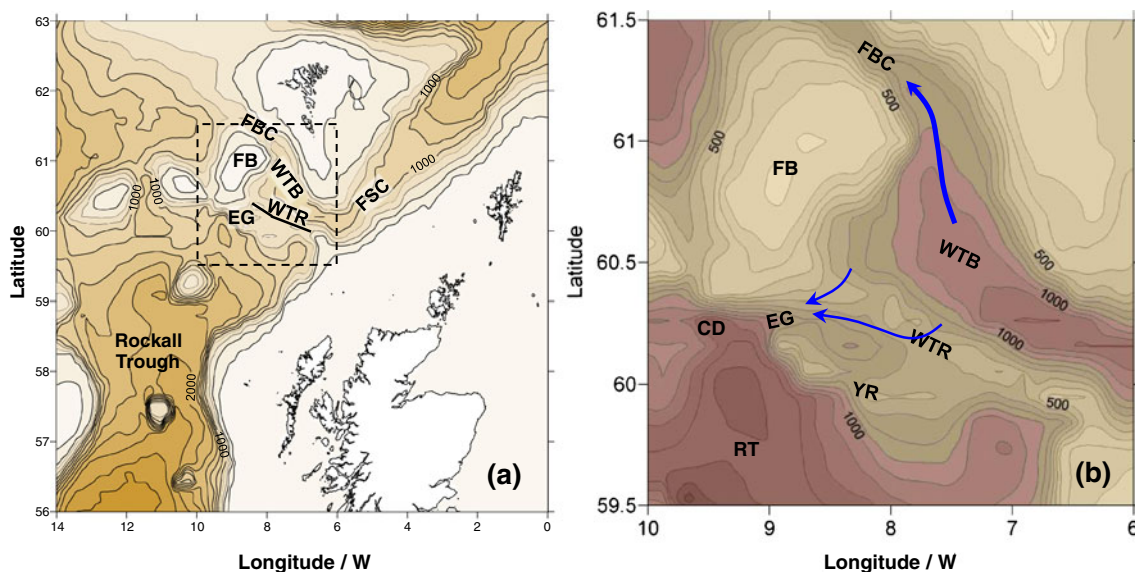 63
62
61
60
59
58
57
56
14
12
10
8
6
4
2
0
Latitude
Longitude / W
1000
FBC
1000
FB
WTB
1000
1000
FSC
1000
EG
WTR
Rockall
Trough
2000
1000
(a)
61.5
61
60.5
60
59.5
10
9
8
7
6
Latitude
Longitude / W
FBC
500
500
FB
WTB
500
1000
CD
EG
WTR
1000
YR
500
1000
RT
(b)